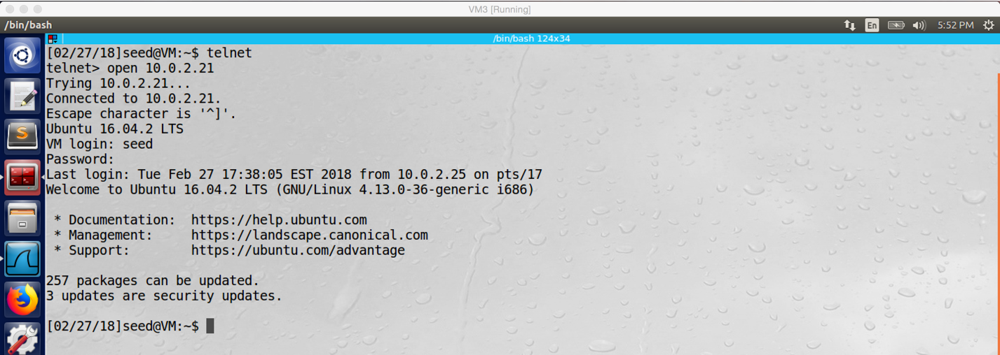 VM3 [Running]
/bin/bash
En
5:52 PM
/bin/bash 124x34
[02/27/18]seed@VM:~$ telnet
telnet> open 10.0.2.21
Trying 10.0.2.21...
Connected to 10.0.2.21.
Escape character is '^]'.
Ubuntu 16.04.2 LTS
VM login: seed
Password:
Last login: Tue Feb 27 17:38:05 EST 2018 from 10.0.2.25 on pts/17
Welcome to Ubuntu 16.04.2 LTS (GNU/Linux 4.13.0-36-generic i686)
* Documentation:  https://help.ubuntu.com
* Management:     https://landscape.canonical.com
* Support:        https://ubuntu.com/advantage
257 packages can be updated.
3 updates are security updates.
[02/27/18]seed@VM:~$